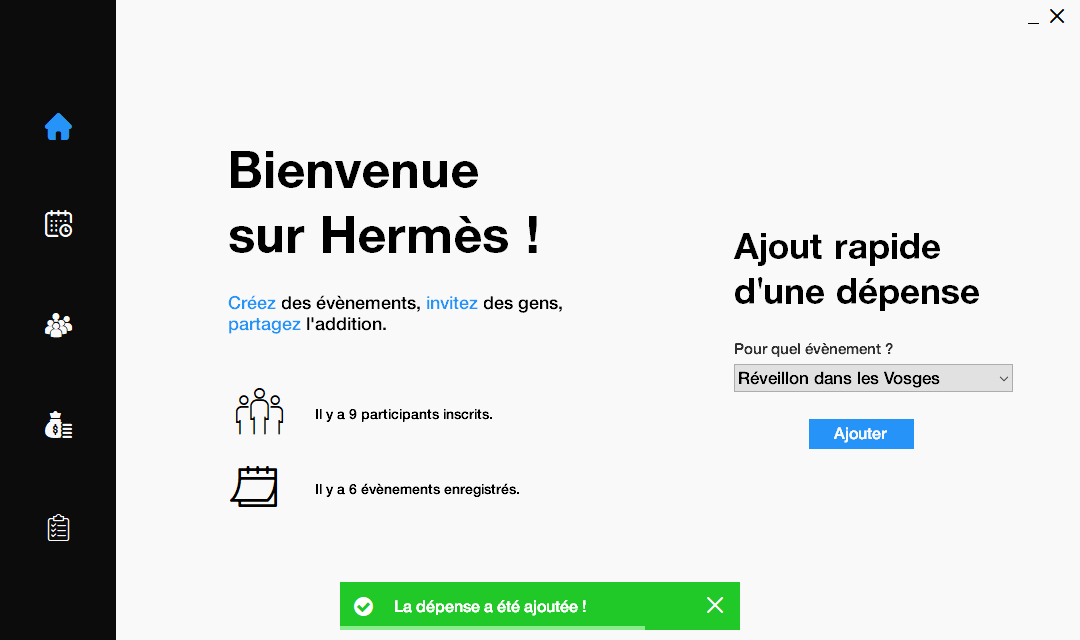 Bienvenue
sur Hermès !
Créez des évènements, invitez des gens,
partagez l'addition.
Il y a 9 participants inscrits.
Il y a 6 évènements enregistrés.
Ajout rapide
d'une dépense
Pour quel évènement ?
Réveillon dans les Vosges
Ajouter
La dépense a été ajoutée !